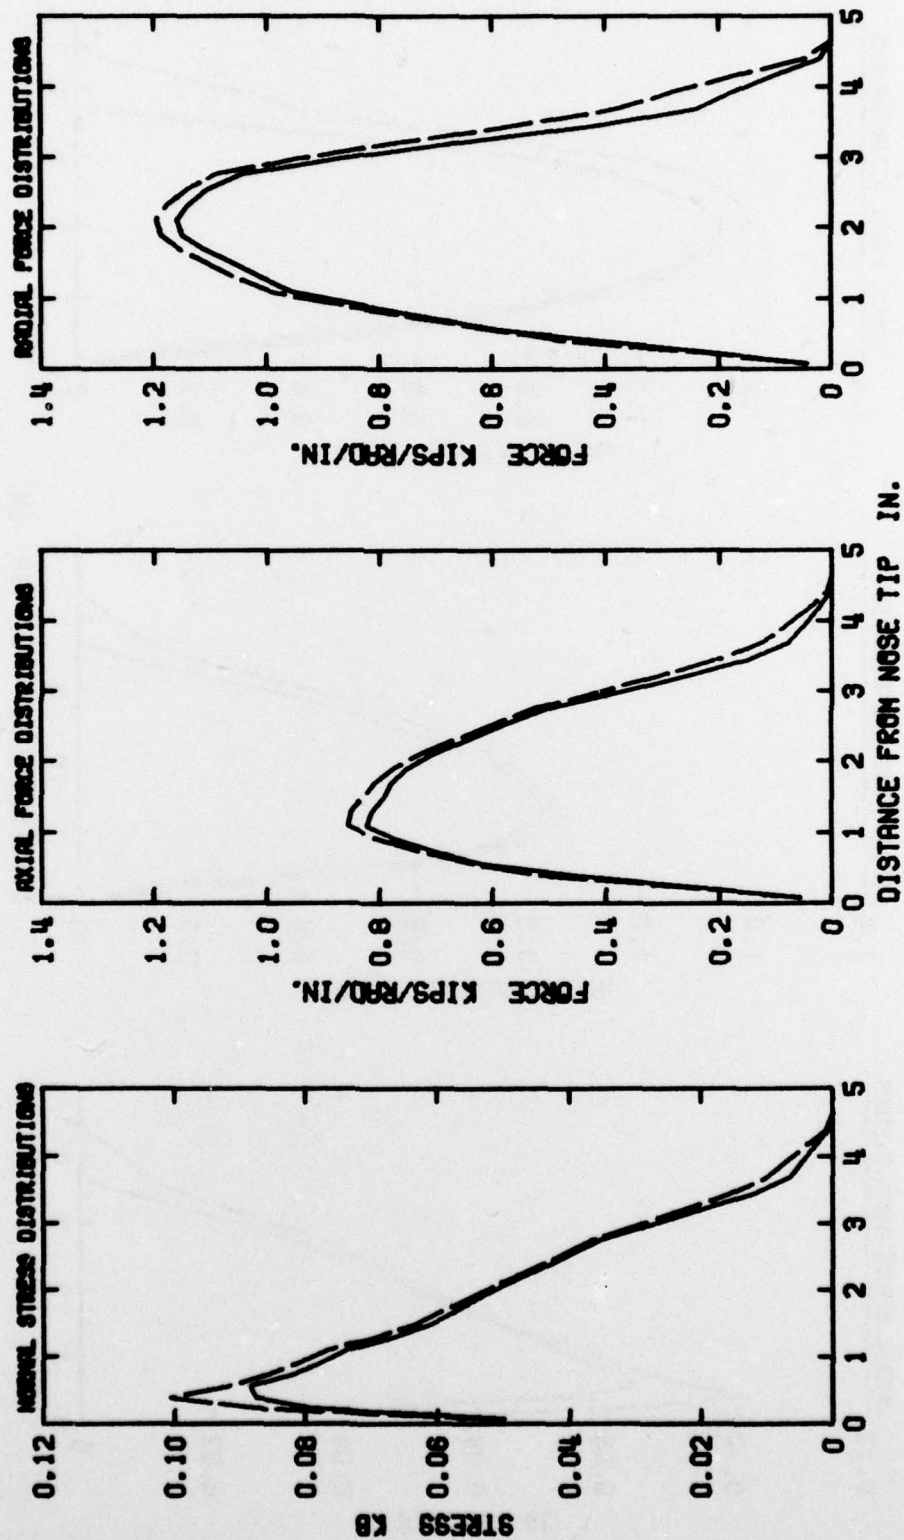 NORMAL STRESS DISTRIBUTIONS
0.12
0.10
0.08
0.06
0.04
0.02
0
STRESS KB
0 1 2 3 4 5
AXIAL FORCE DISTRIBUTIONS
1.4
1.2
1.0
0.8
0.6
0.4
0.2
0
FORCE KIPS/RAD/IN.
0 1 2 3 4 5
DISTANCE FROM NOSE TIP IN.
RADIAL FORCE DISTRIBUTIONS
1.4
1.2
1.0
0.8
0.6
0.4
0.2
0
FORCE KIPS/RAD/IN.
0 1 2 3 4 5